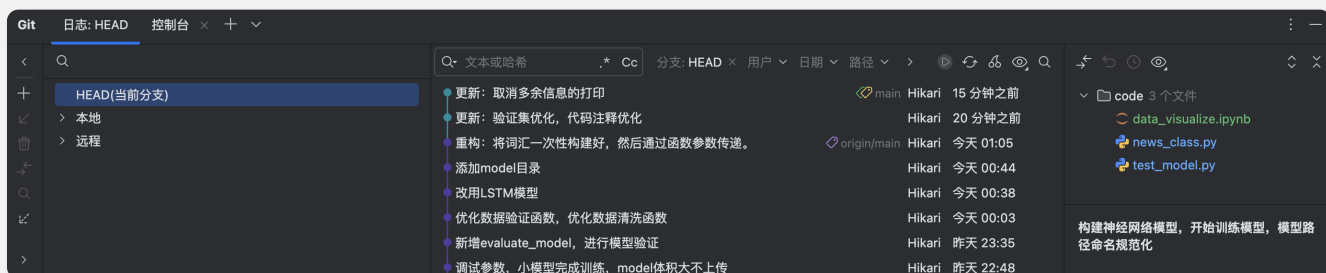 Git 日志: HEAD 控制台
文本或哈希 .* Cc 分支: HEAD 用户 日期 路径
HEAD(当前分支)
本地
远程
更新：取消多余信息的打印 main Hikari 15 分钟之前
更新：验证集优化，代码注释优化 Hikari 20 分钟之前
重构：将词汇一次性构建好，然后通过函数参数传递。 origin/main Hikari 今天 01:05
添加model目录 Hikari 今天 00:44
改用LSTM模型 Hikari 今天 00:38
优化数据验证函数，优化数据清洗函数 Hikari 今天 00:03
新增evaluate_model，进行模型验证 Hikari 昨天 23:35
调试参数，小模型完成训练，model体积大不上传 Hikari 昨天 22:48
code 3 个文件
data_visualize.ipynb
news_class.py
test_model.py
构建神经网络模型，开始训练模型，模型路
径命名规范化